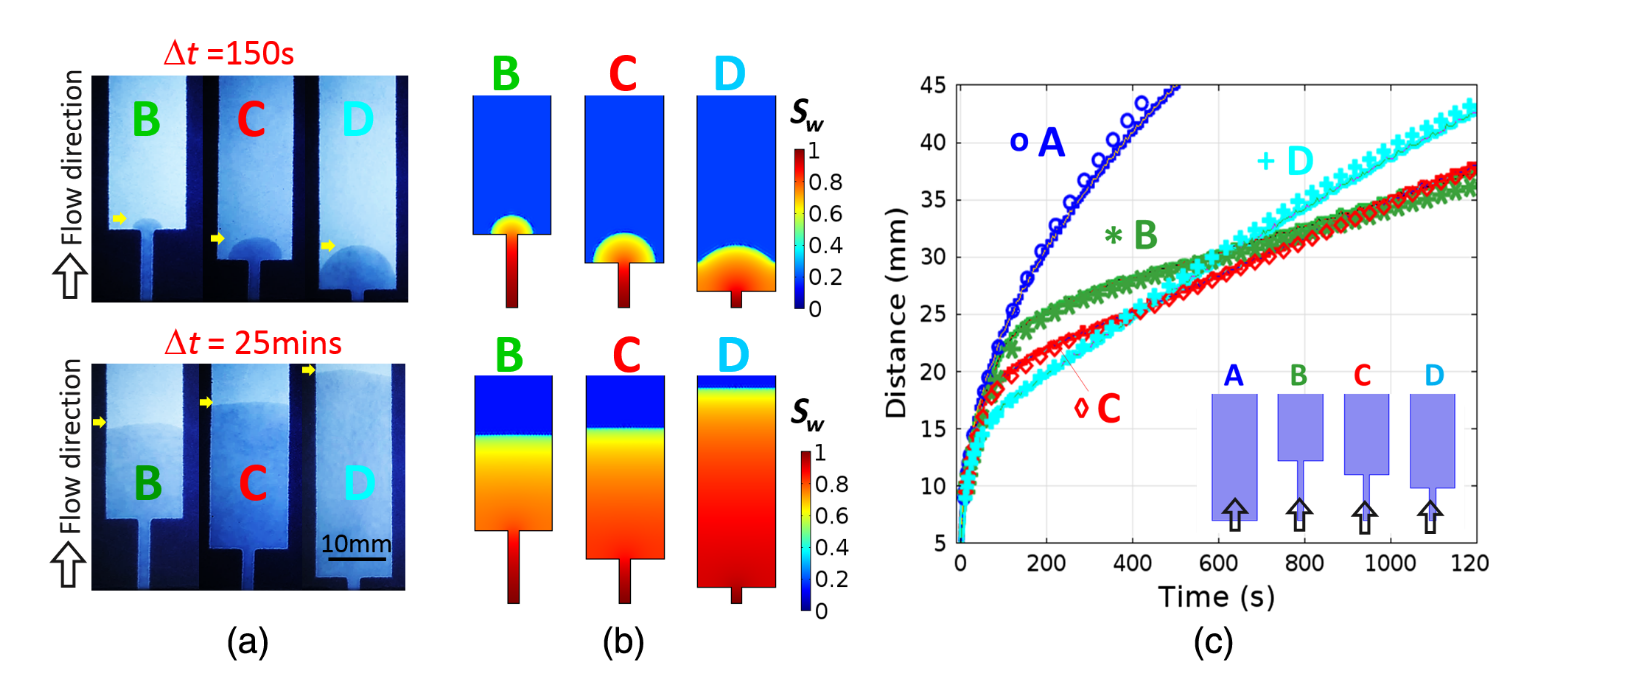 Δt =150s
Flow direction
B C D
Δt = 25mins
Flow direction
B C D
10mm
(a)
B C D
Sw
1
0.8
0.6
0.4
0.2
0
B C D
Sw
1
0.8
0.6
0.4
0.2
0
(b)
45
40
35
30
25
20
15
10
5
Distance (mm)
o A
+ D
* B
◊ C
A B C D
0 200 400 600 800 1000 120
Time (s)
(c)